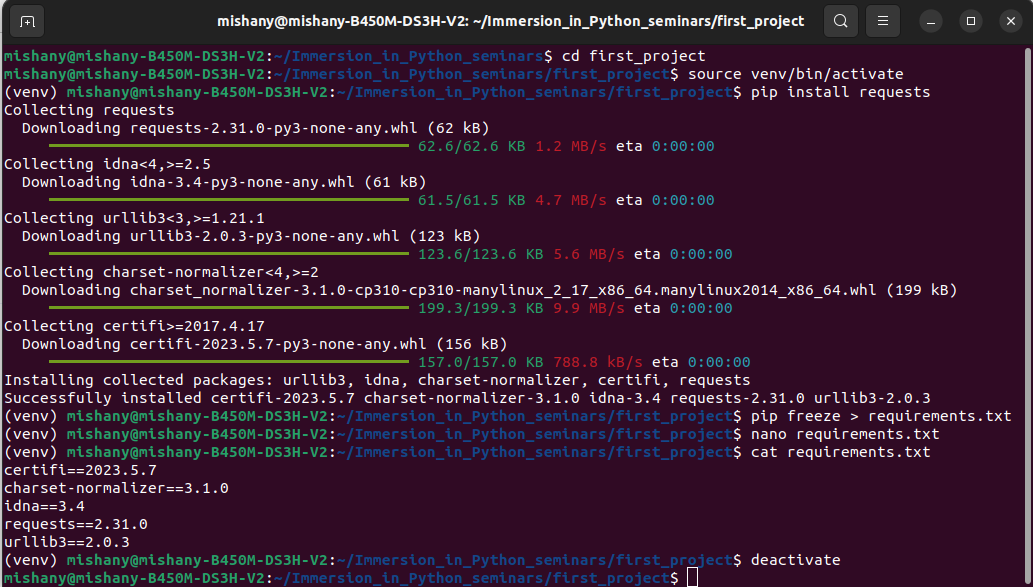 mishany@mishany-B450M-DS3H-V2: ~/Immersion_in_Python_seminars/first_project
mishany@mishany-B450M-DS3H-V2:~/Immersion_in_Python_seminars$ cd first_project
mishany@mishany-B450M-DS3H-V2:~/Immersion_in_Python_seminars/first_project$ source venv/bin/activate
(venv) mishany@mishany-B450M-DS3H-V2:~/Immersion_in_Python_seminars/first_project$ pip install requests
Collecting requests
  Downloading requests-2.31.0-py3-none-any.whl (62 kB)
62.6/62.6 KB 1.2 MB/s eta 0:00:00
Collecting idna<4,>=2.5
  Downloading idna-3.4-py3-none-any.whl (61 kB)
61.5/61.5 KB 4.7 MB/s eta 0:00:00
Collecting urllib3<3,>=1.21.1
  Downloading urllib3-2.0.3-py3-none-any.whl (123 kB)
123.6/123.6 KB 5.6 MB/s eta 0:00:00
Collecting charset-normalizer<4,>=2
  Downloading charset_normalizer-3.1.0-cp310-cp310-manylinux_2_17_x86_64.manylinux2014_x86_64.whl (199 kB)
199.3/199.3 KB 9.9 MB/s eta 0:00:00
Collecting certifi>=2017.4.17
  Downloading certifi-2023.5.7-py3-none-any.whl (156 kB)
157.0/157.0 KB 788.8 kB/s eta 0:00:00
Installing collected packages: urllib3, idna, charset-normalizer, certifi, requests
Successfully installed certifi-2023.5.7 charset-normalizer-3.1.0 idna-3.4 requests-2.31.0 urllib3-2.0.3
(venv) mishany@mishany-B450M-DS3H-V2:~/Immersion_in_Python_seminars/first_project$ pip freeze > requirements.txt
(venv) mishany@mishany-B450M-DS3H-V2:~/Immersion_in_Python_seminars/first_project$ nano requirements.txt
(venv) mishany@mishany-B450M-DS3H-V2:~/Immersion_in_Python_seminars/first_project$ cat requirements.txt
certifi==2023.5.7
charset-normalizer==3.1.0
idna==3.4
requests==2.31.0
urllib3==2.0.3
(venv) mishany@mishany-B450M-DS3H-V2:~/Immersion_in_Python_seminars/first_project$ deactivate
mishany@mishany-B450M-DS3H-V2:~/Immersion_in_Python_seminars/first_project$